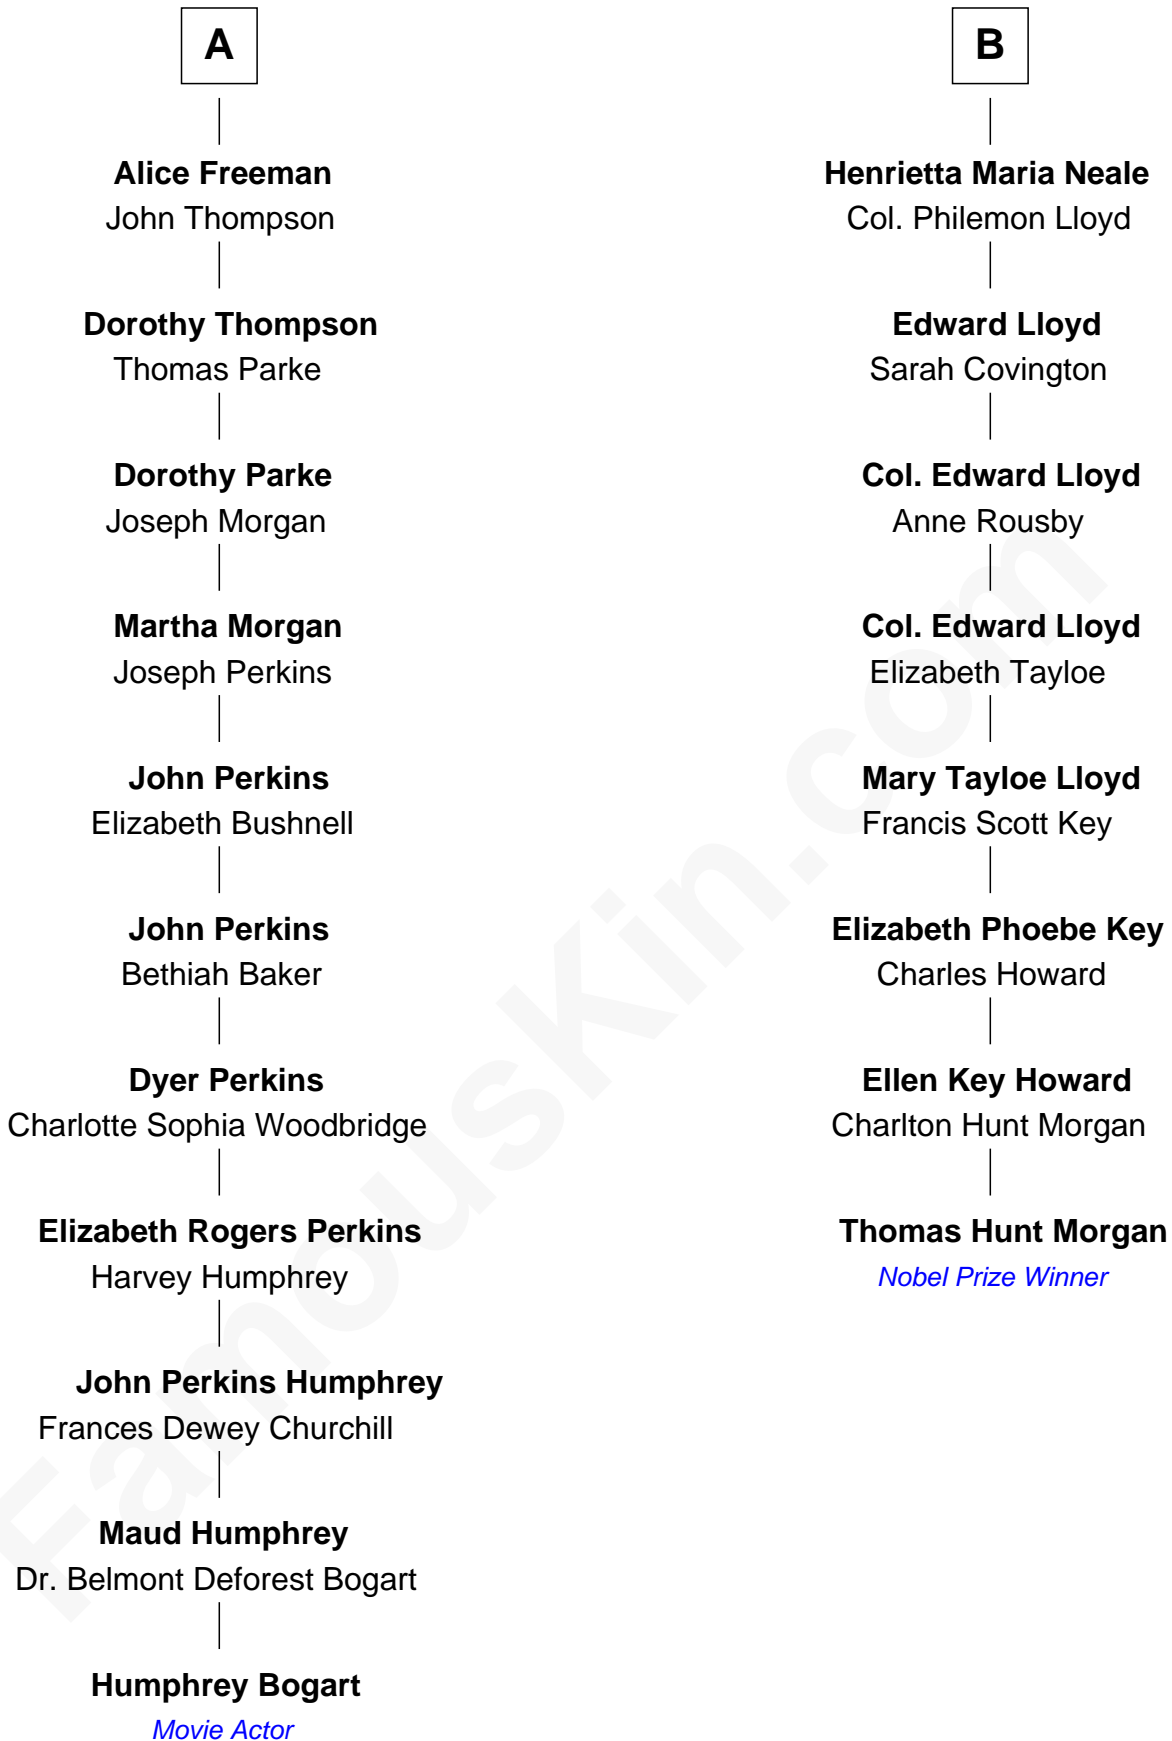 A
Alice Freeman
John Thompson
Dorothy Thompson
Thomas Parke
Dorothy Parke
Joseph Morgan
Martha Morgan
Joseph Perkins
John Perkins
Elizabeth Bushnell
John Perkins
Bethiah Baker
Dyer Perkins
Charlotte Sophia Woodbridge
Elizabeth Rogers Perkins
Harvey Humphrey
John Perkins Humphrey
Frances Dewey Churchill
Maud Humphrey
Dr. Belmont Deforest Bogart
Humphrey Bogart
Movie Actor
B
Henrietta Maria Neale
Col. Philemon Lloyd
Edward Lloyd
Sarah Covington
Col. Edward Lloyd
Anne Rousby
Col. Edward Lloyd
Elizabeth Tayloe
Mary Tayloe Lloyd
Francis Scott Key
Elizabeth Phoebe Key
Charles Howard
Ellen Key Howard
Charlton Hunt Morgan
Thomas Hunt Morgan
Nobel Prize Winner
FamousKin.com